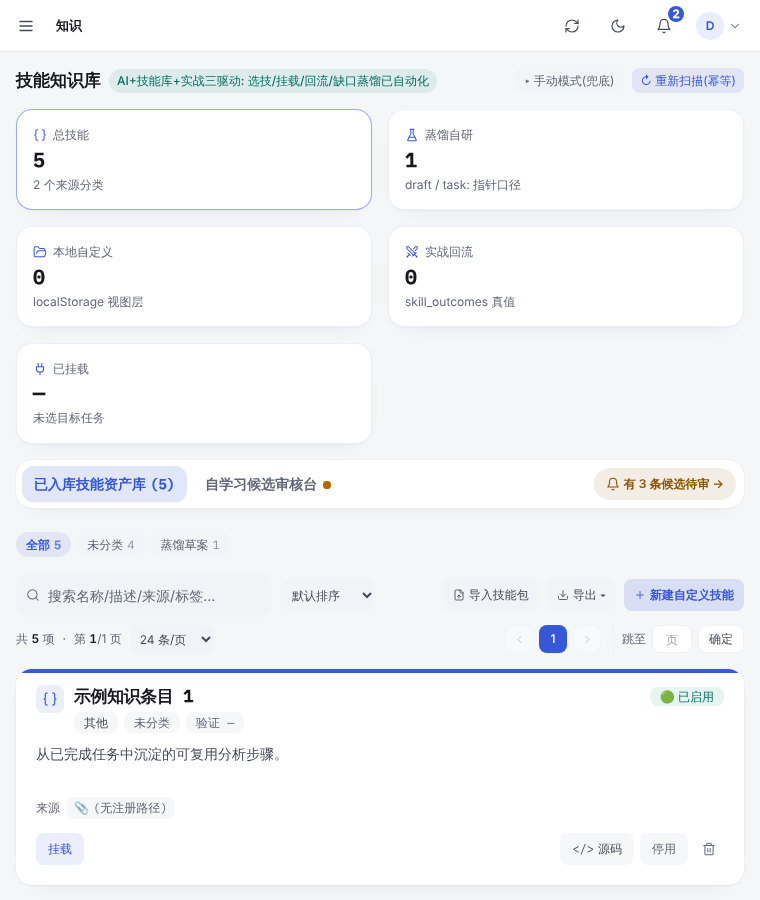 知识
2
D
技能知识库
AI+技能库+实战三驱动: 选技/挂载/回流/缺口蒸馏已自动化
手动模式(兜底)
重新扫描(幂等)
总技能
5
2 个来源分类
蒸馏自研
1
draft / task: 指针口径
本地自定义
0
localStorage 视图层
实战回流
0
skill_outcomes 真值
已挂载
—
未选目标任务
已入库技能资产库 (5)
自学习候选审核台
有 3 条候选待审 →
全部 5
未分类 4
蒸馏草案 1
搜索名称/描述/来源/标签...
默认排序
导入技能包
导出
+ 新建自定义技能
共 5 项 · 第 1/1 页
24 条/页
1
跳至
页
确定
{ } 示例知识条目 1
已启用
其他
未分类
验证 —
从已完成任务中沉淀的可复用分析步骤。
来源
(无注册路径)
挂载
</> 源码
停用